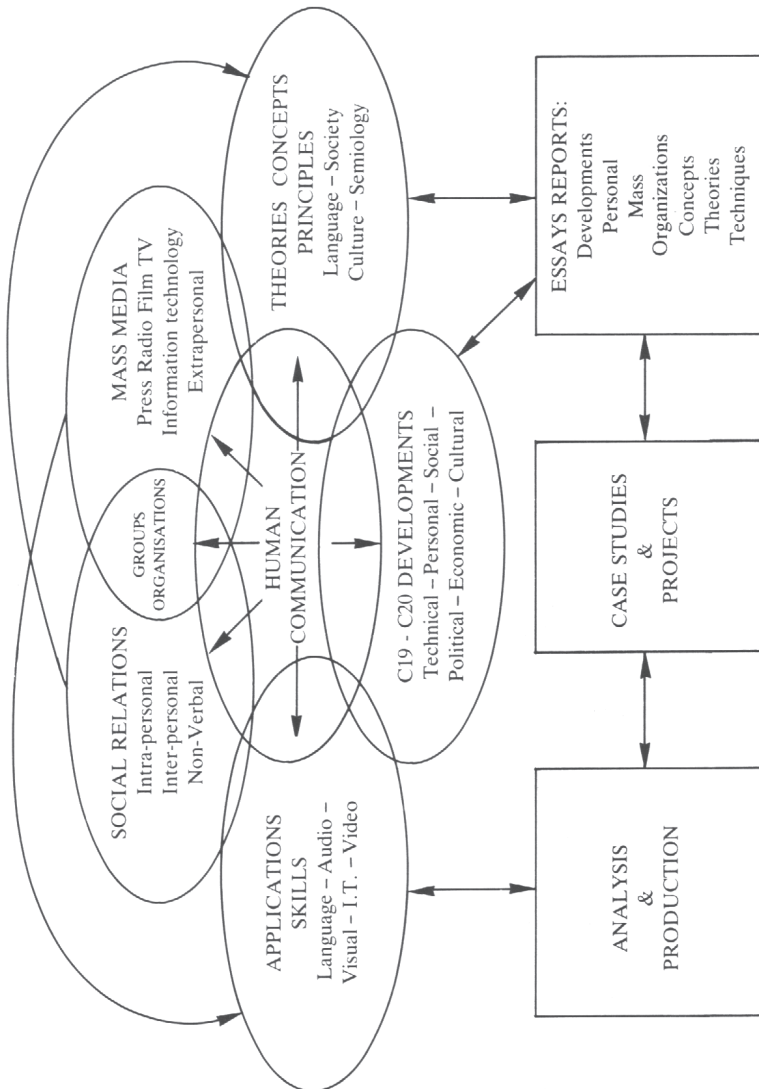 SOCIAL RELATIONS
Intra-personal
Inter-personal
Non-Verbal
GROUPS
ORGANISATIONS
MASS MEDIA
Press Radio Film TV
Information technology
Extrapersonal
APPLICATIONS
SKILLS
Language – Audio –
Visual – I.T. – Video
HUMAN
COMMUNICATION
THEORIES CONCEPTS
PRINCIPLES
Language – Society
Culture – Semiology
C19 - C20 DEVELOPMENTS
Technical – Personal – Social –
Political – Economic – Cultural
ANALYSIS
&
PRODUCTION
CASE STUDIES
&
PROJECTS
ESSAYS REPORTS:
Developments
Personal
Mass
Organizations
Concepts
Theories
Techniques